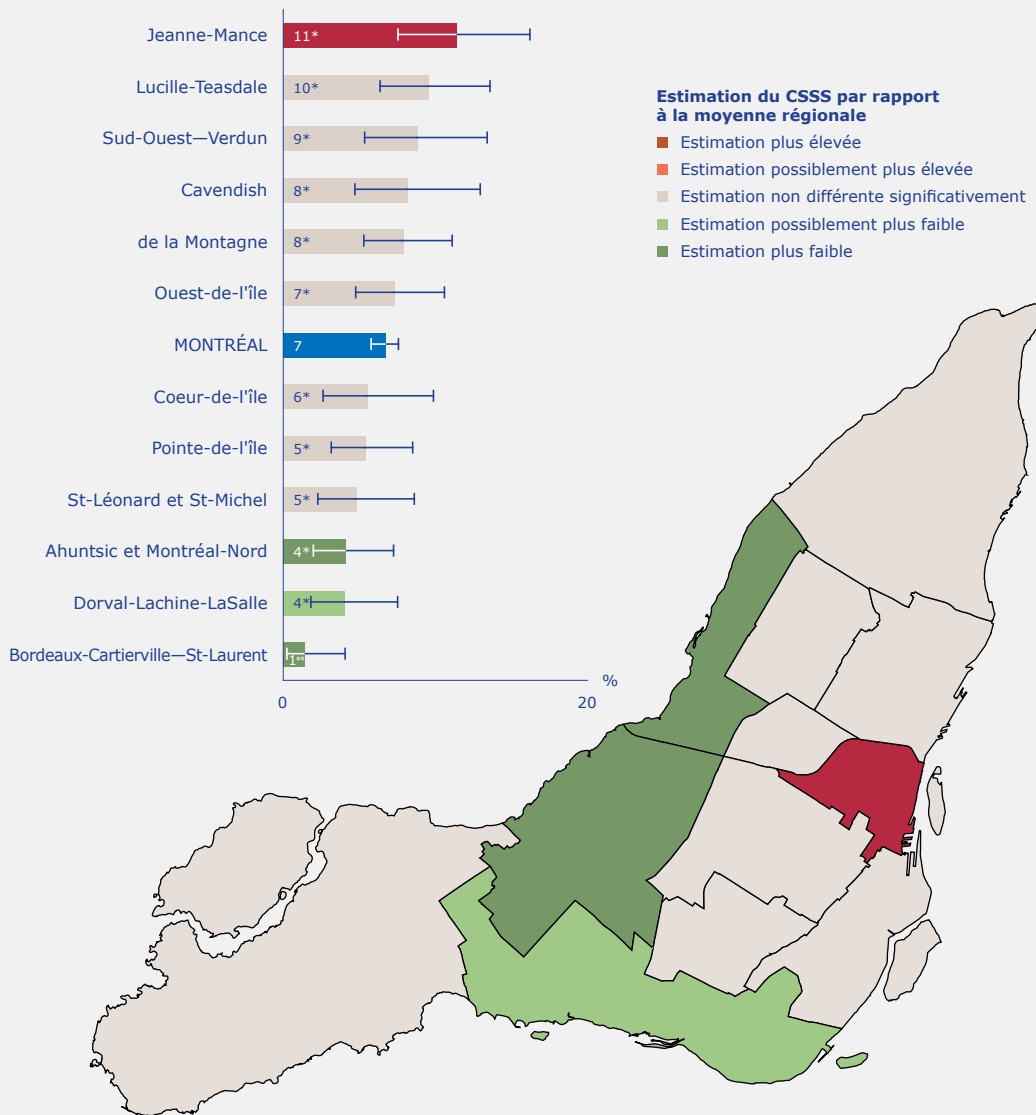 Jeanne-Mance 11*
Lucille-Teasdale 10*
Sud-Ouest—Verdun 9*
Cavendish 8*
de la Montagne 8*
Ouest-de-l'île 7*
MONTRÉAL 7
Coeur-de-l'île 6*
Pointe-de-l'île 5*
St-Léonard et St-Michel 5*
Ahuntsic et Montréal-Nord 4*
Dorval-Lachine-LaSalle 4*
Bordeaux-Cartierville—St-Laurent 1**
%
0 20
Estimation du CSSS par rapport
à la moyenne régionale
Estimation plus élevée
Estimation possiblement plus élevée
Estimation non différente significativement
Estimation possiblement plus faible
Estimation plus faible